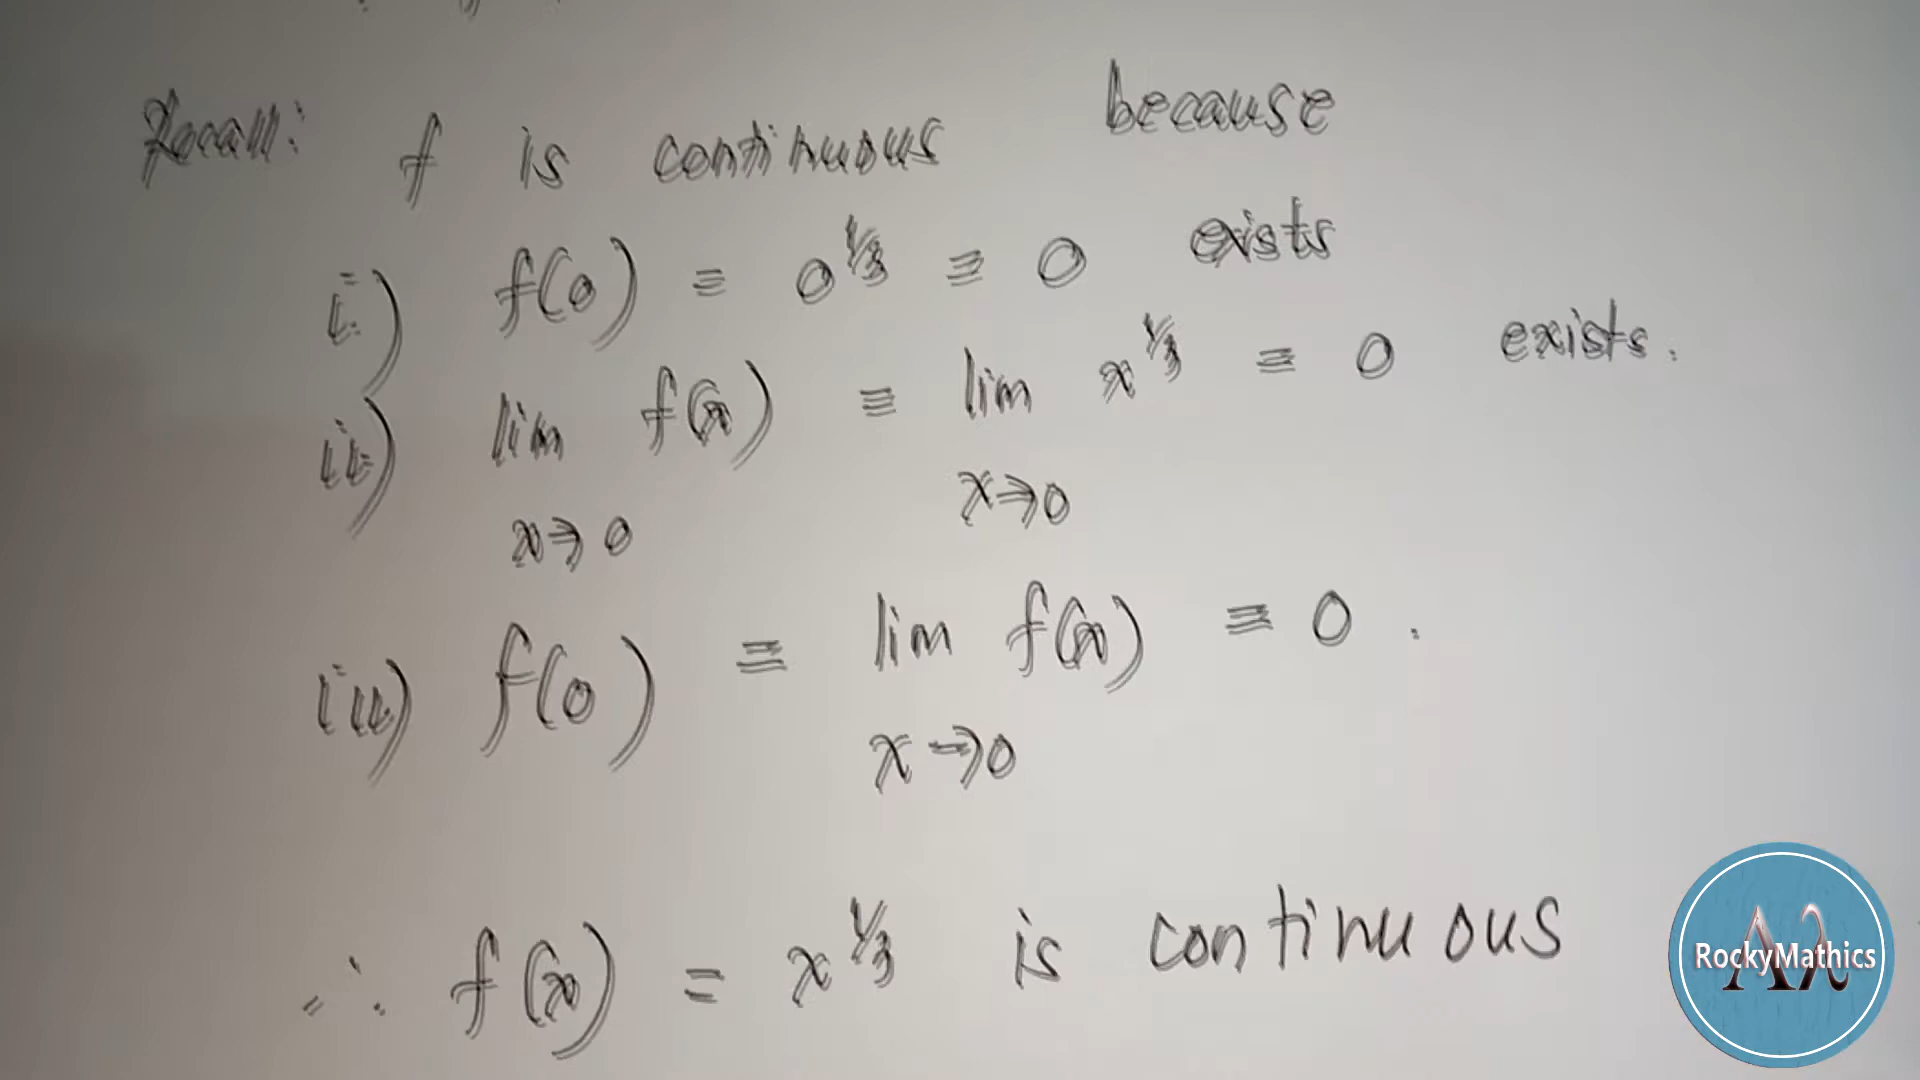 Recall: f is continuous because
i) f(0) = 0^1/3 = 0 exists
ii) lim f(x) = lim x^1/3 = 0 exists.
x→0 x→0
iii) f(0) = lim f(x) = 0.
x→0
∴ f(x) = x^1/3 is continuous
RockyMathics